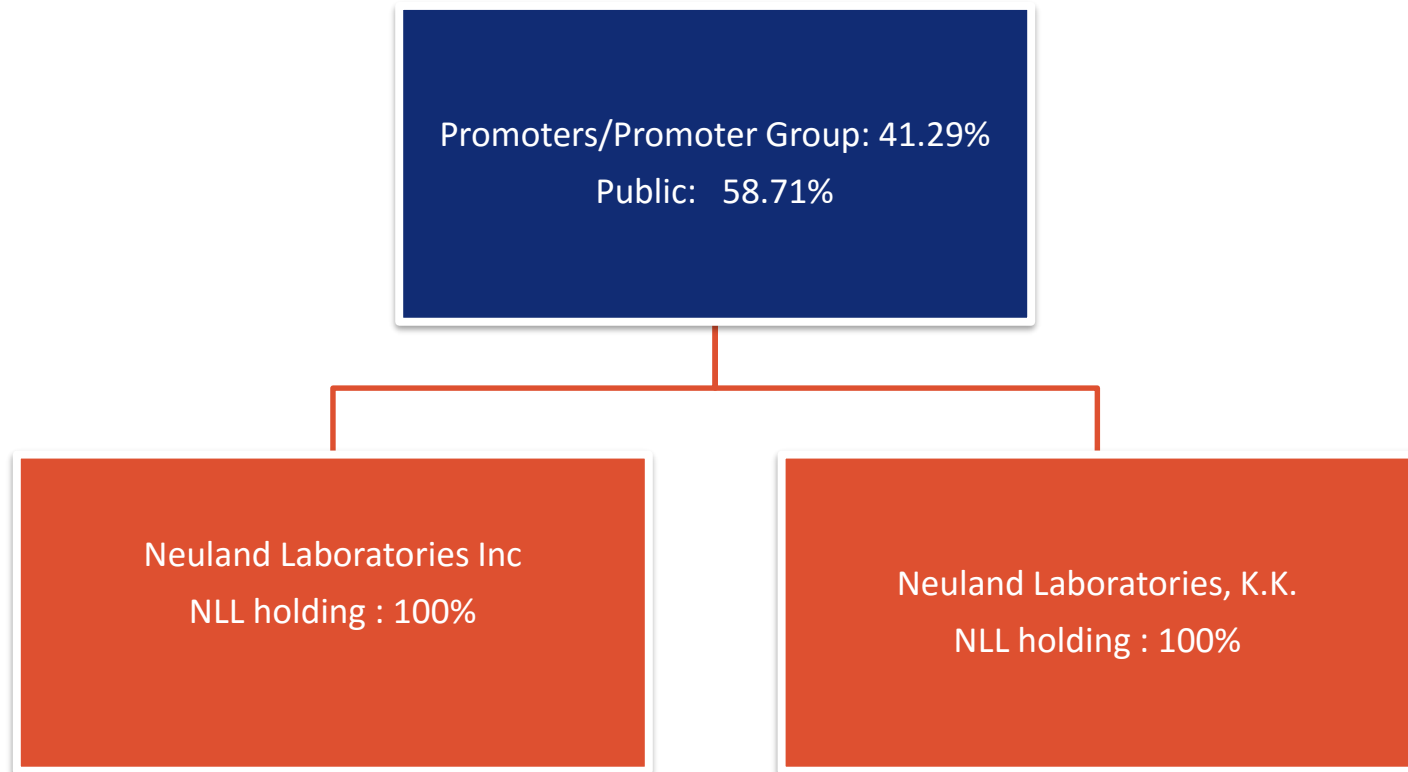 Promoters/Promoter Group: 41.29%
Public: 58.71%
Neuland Laboratories Inc
NLL holding : 100%
Neuland Laboratories, K.K.
NLL holding : 100%